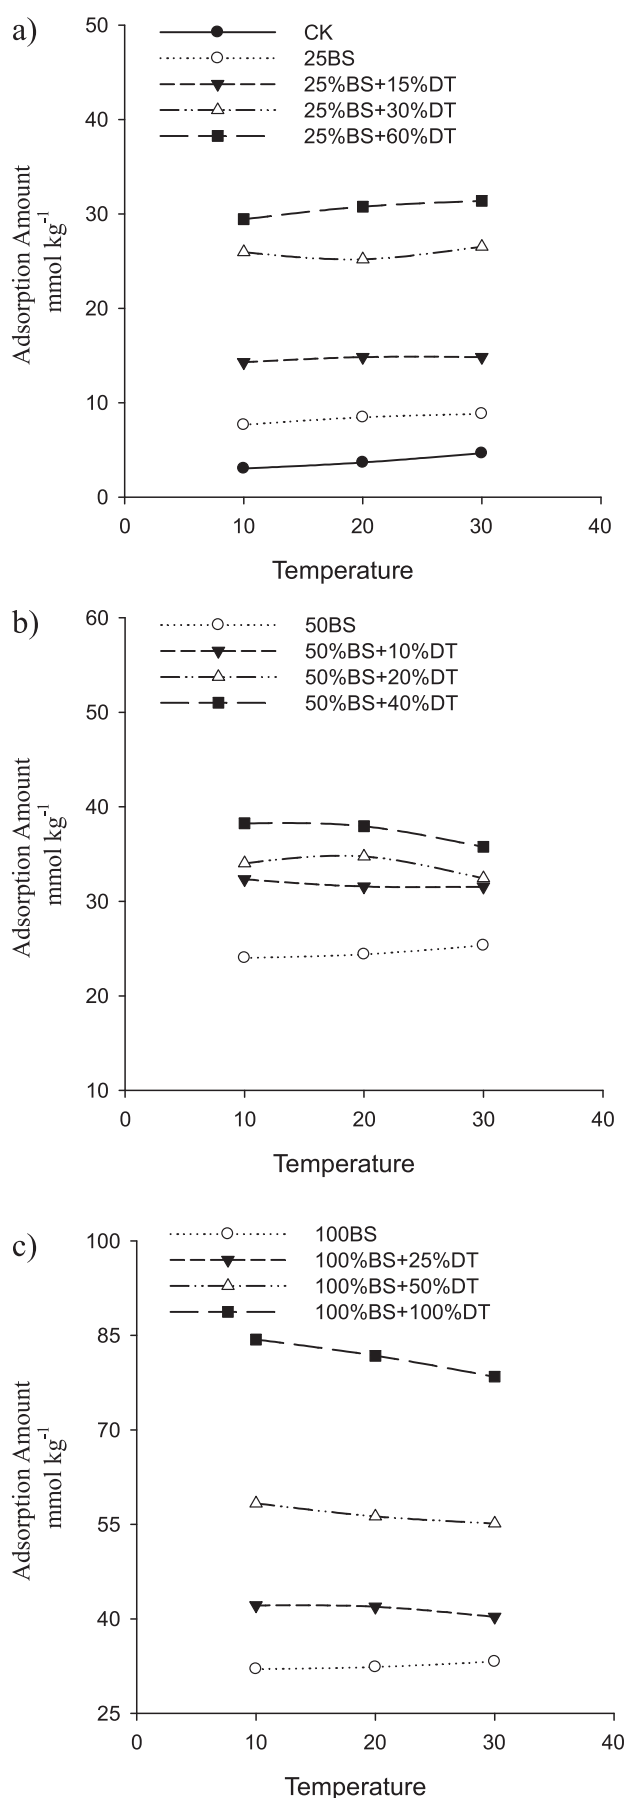 a)
50
40
30
20
10
0
0 10 20 30 40
Temperature
Adsorption Amount
mmol kg-1
CK
25BS
25%BS+15%DT
25%BS+30%DT
25%BS+60%DT
b)
60
50
40
30
20
10
0 10 20 30 40
Temperature
Adsorption Amount
mmol kg-1
50BS
50%BS+10%DT
50%BS+20%DT
50%BS+40%DT
c)
100
85
70
55
40
25
0 10 20 30 40
Temperature
Adsorption Amount
mmol kg-1
100BS
100%BS+25%DT
100%BS+50%DT
100%BS+100%DT